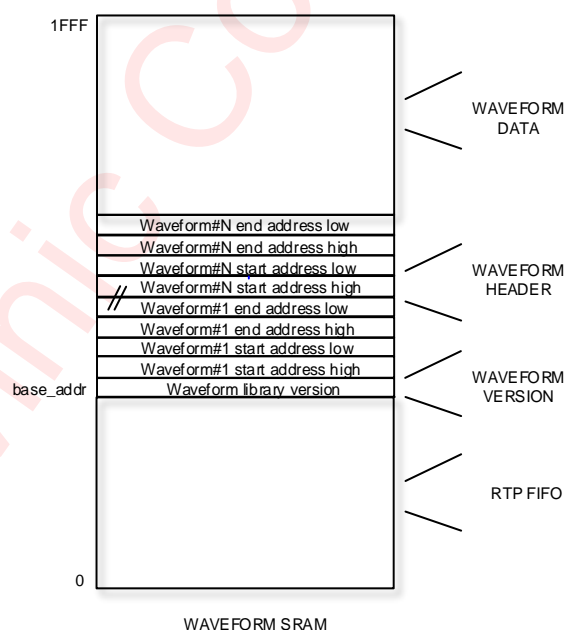 1FFF
WAVEFORM
DATA
Waveform#N end address low
Waveform#N end address high
Waveform#N start address low
Waveform#N start address high
WAVEFORM
HEADER
Waveform#1 end address low
Waveform#1 end address high
Waveform#1 start address low
Waveform#1 start address high
base_addr
Waveform library version
WAVEFORM
VERSION
RTP FIFO
0
WAVEFORM SRAM
nic Co